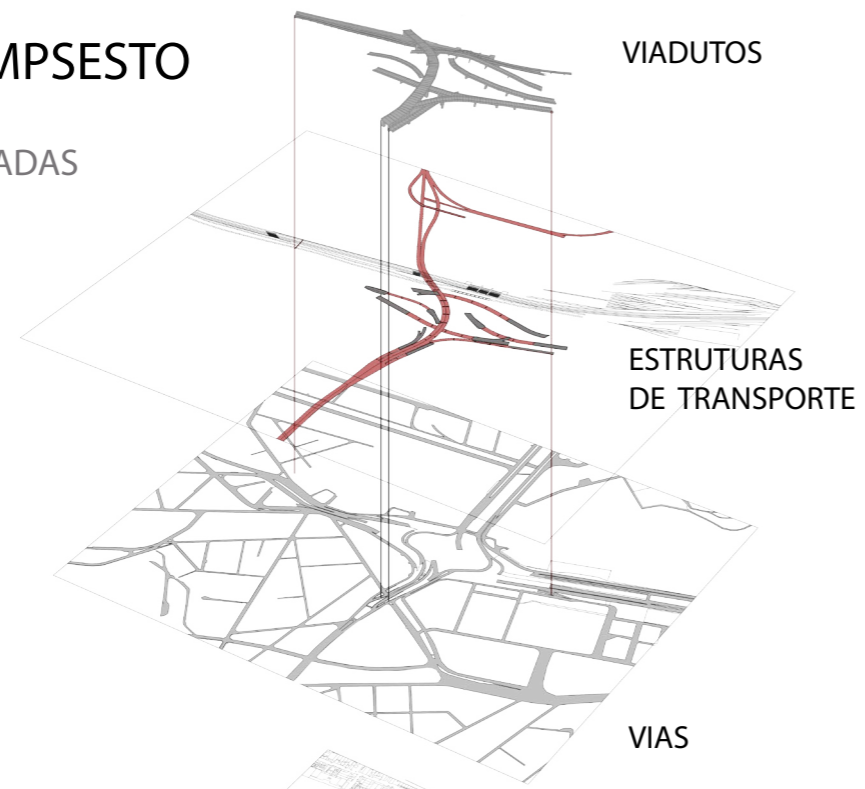 MPSESTO
VIADUTOS
ADAS
ESTRUTURAS
DE TRANSPORTE
VIAS